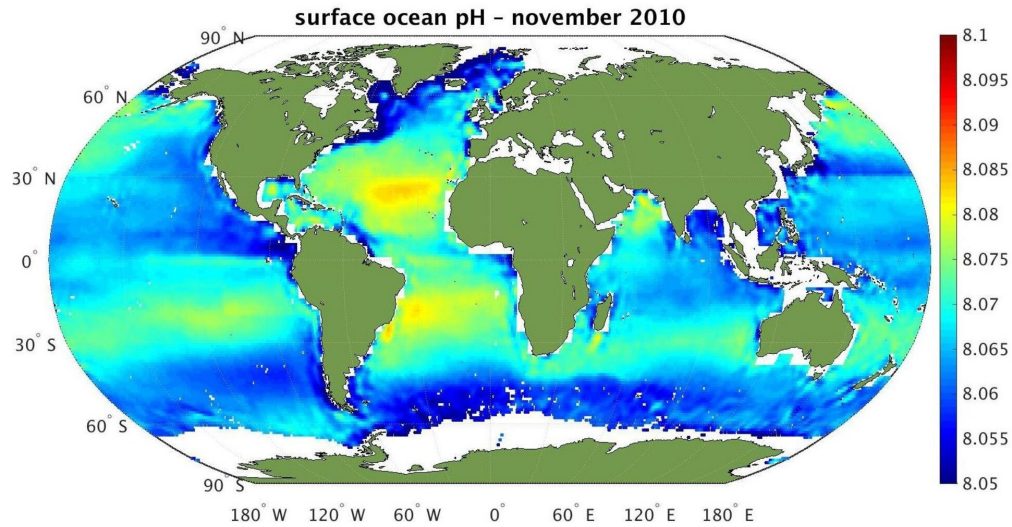 surface ocean pH – november 2010
90° N
60° N
30° N
0°
30° S
60° S
90° S
180° W 120° W 60° W 0 60° E 120° E 180° E
8.1
8.095
8.09
8.085
8.08
8.075
8.07
8.065
8.06
8.055
8.05